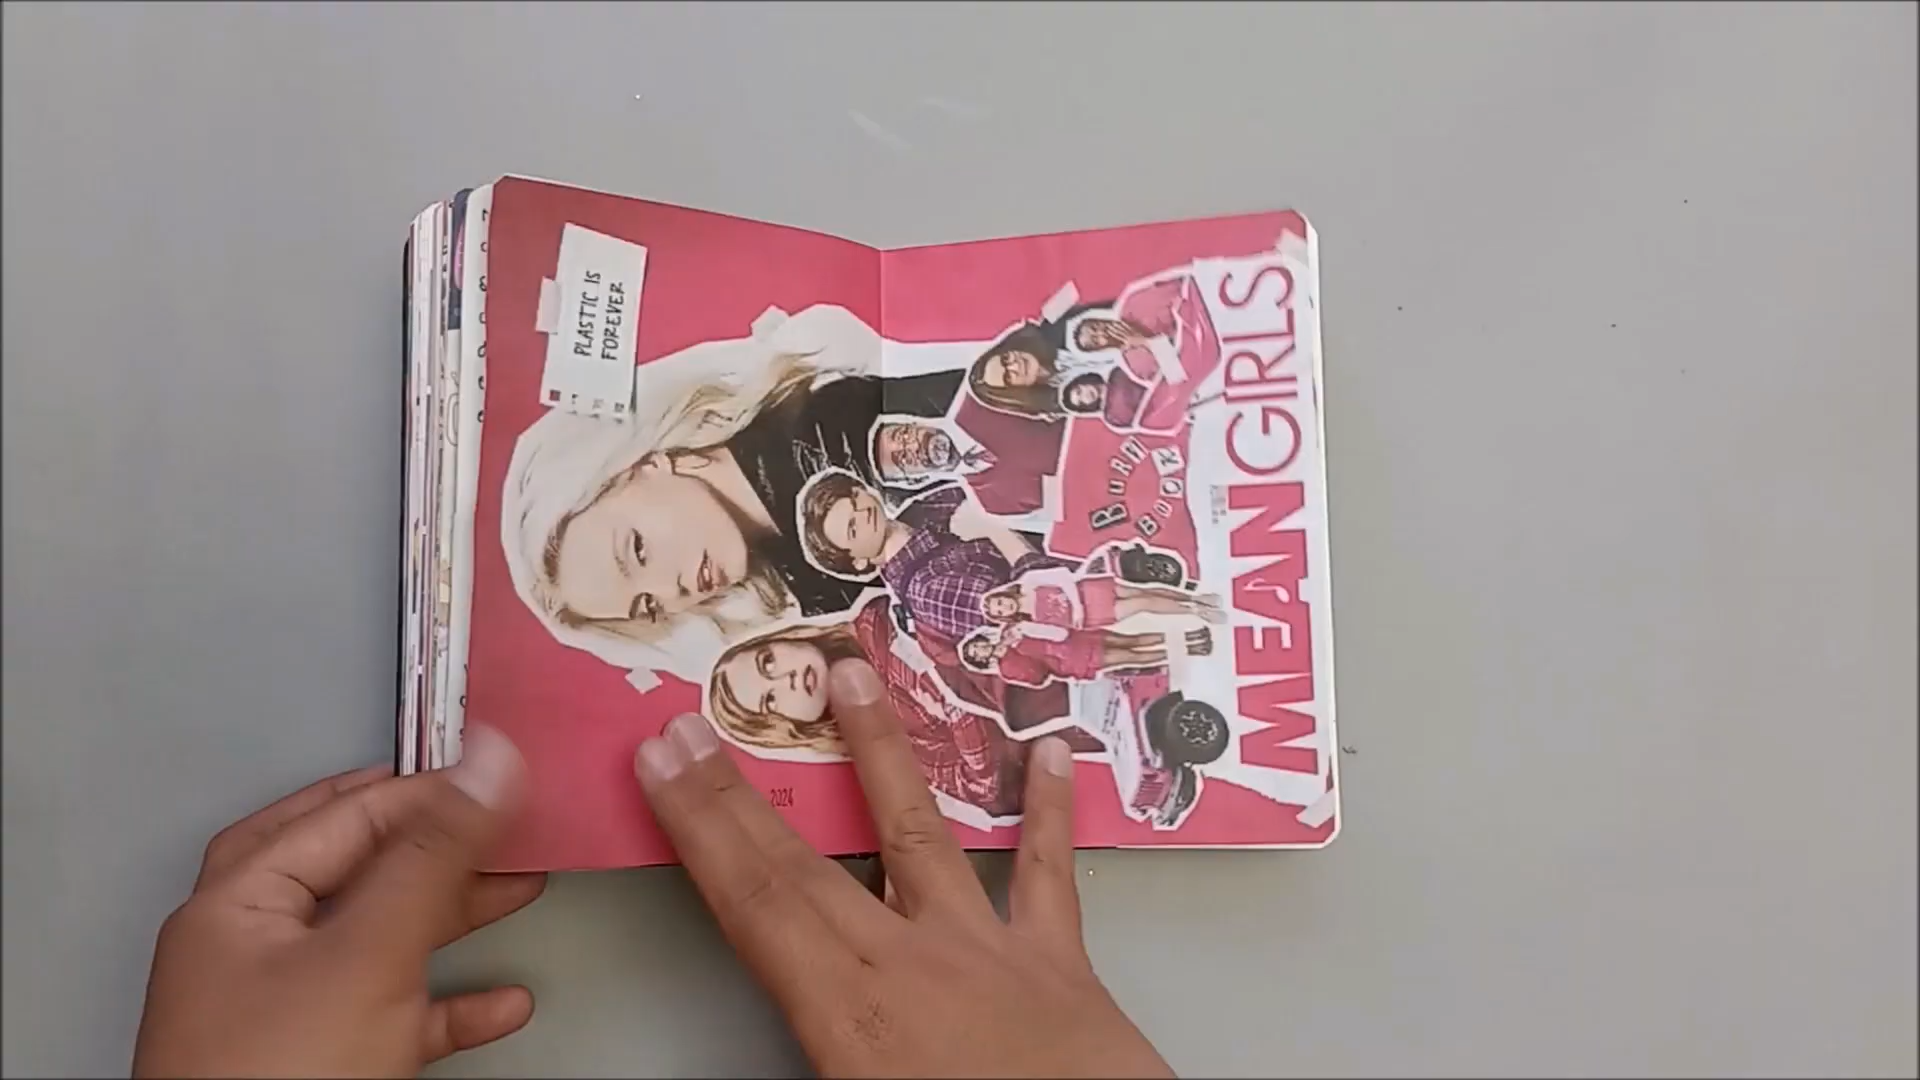 PLASTIC IS
FOREVER
BURN
BOOK
MEAN GIRLS
2024